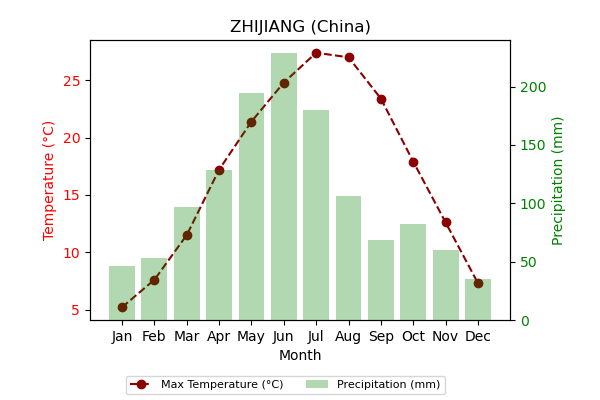 ZHIJIANG (China)
Temperature (°C)
25
20
15
10
5
200
150
100
50
0
Precipitation (mm)
Jan Feb Mar Apr May Jun Jul Aug Sep Oct Nov Dec
Month
Max Temperature (°C) Precipitation (mm)